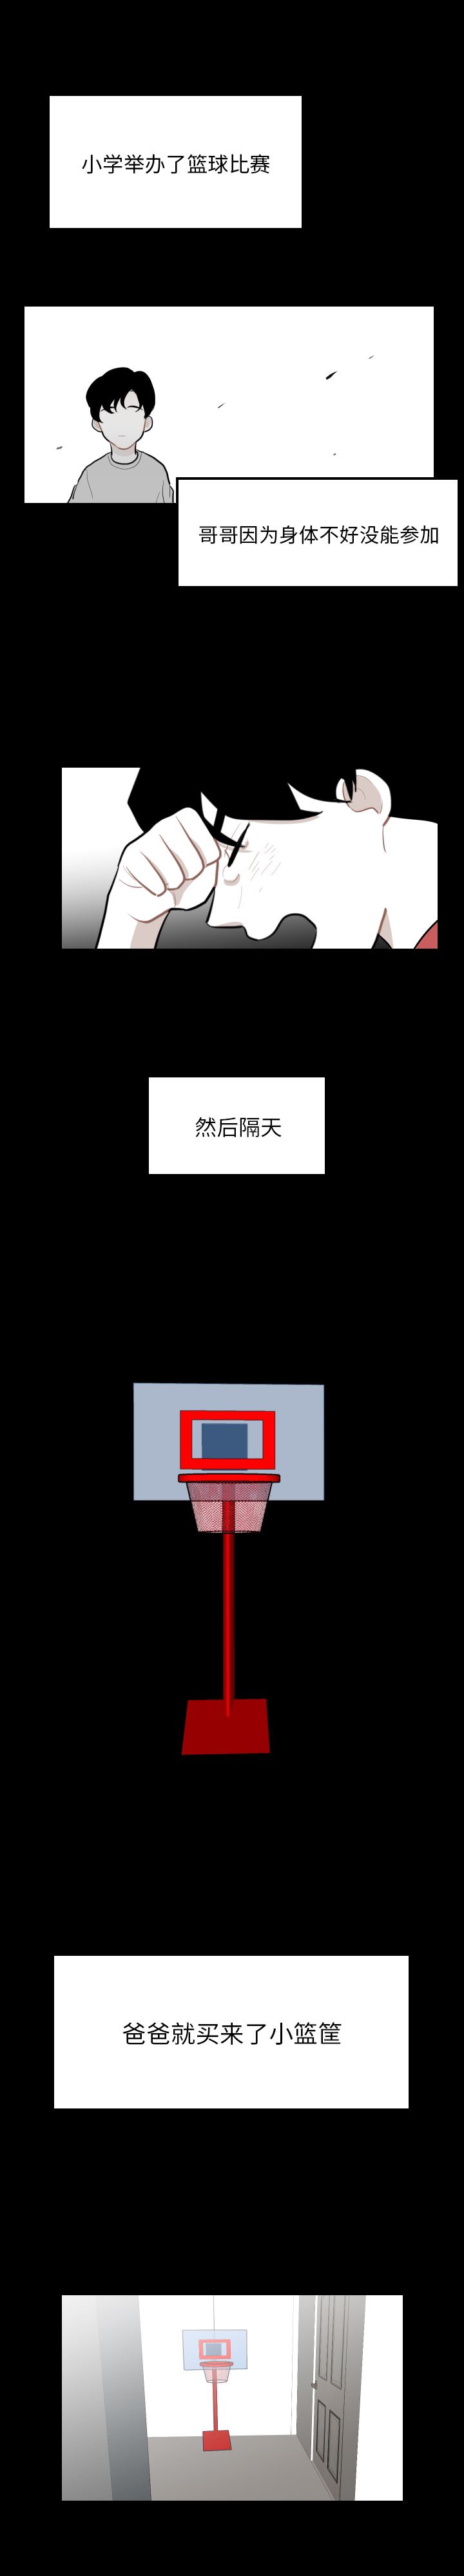 小学举办了篮球比赛
哥哥因为身体不好没能参加
然后隔天
爸爸就买来了小篮筐